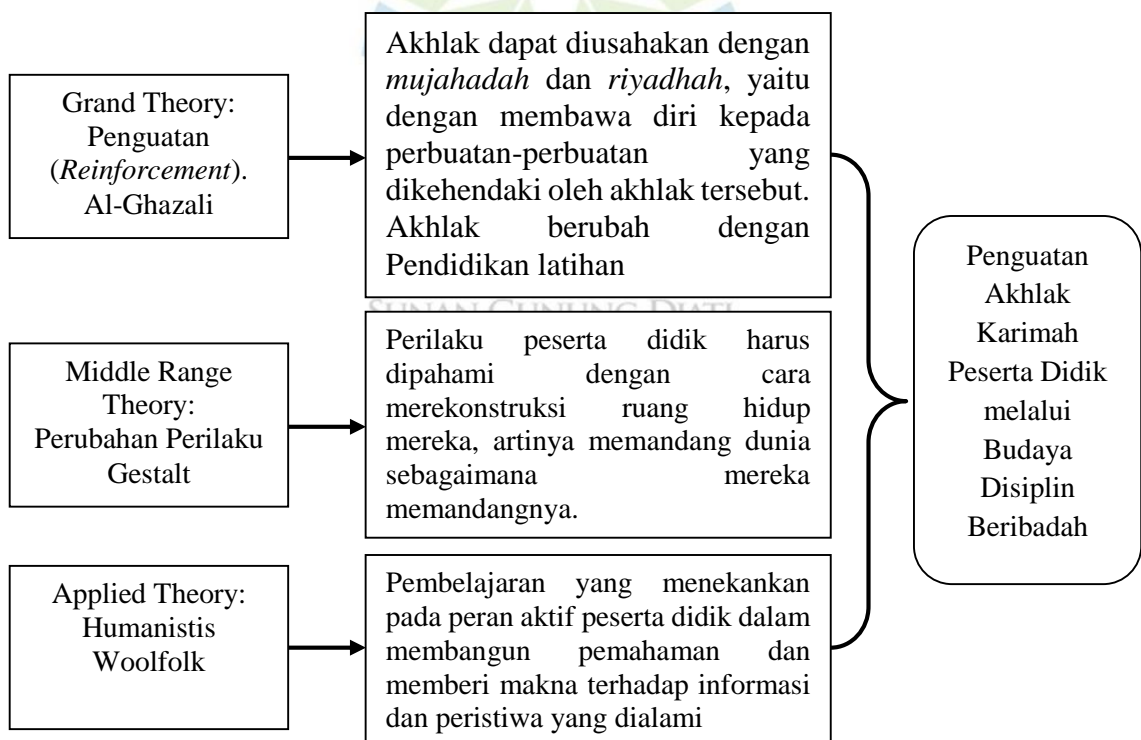 Grand Theory:
Penguatan
(Reinforcement).
Al-Ghazali
Akhlak dapat diusahakan dengan
mujahadah dan riyadhah, yaitu
dengan membawa diri kepada
perbuatan-perbuatan yang
dikehendaki oleh akhlak tersebut.
Akhlak berubah dengan
Pendidikan latihan
SUNAN GUNUNG DJATI
Middle Range
Theory:
Perubahan Perilaku
Gestalt
Perilaku peserta didik harus
dipahami dengan cara
merekonstruksi ruang hidup
mereka, artinya memandang dunia
sebagaimana mereka
memandangnya.
Applied Theory:
Humanistis
Woolfolk
Pembelajaran yang menekankan
pada peran aktif peserta didik dalam
membangun pemahaman dan
memberi makna terhadap informasi
dan peristiwa yang dialami
Penguatan
Akhlak
Karimah
Peserta Didik
melalui
Budaya
Disiplin
Beribadah